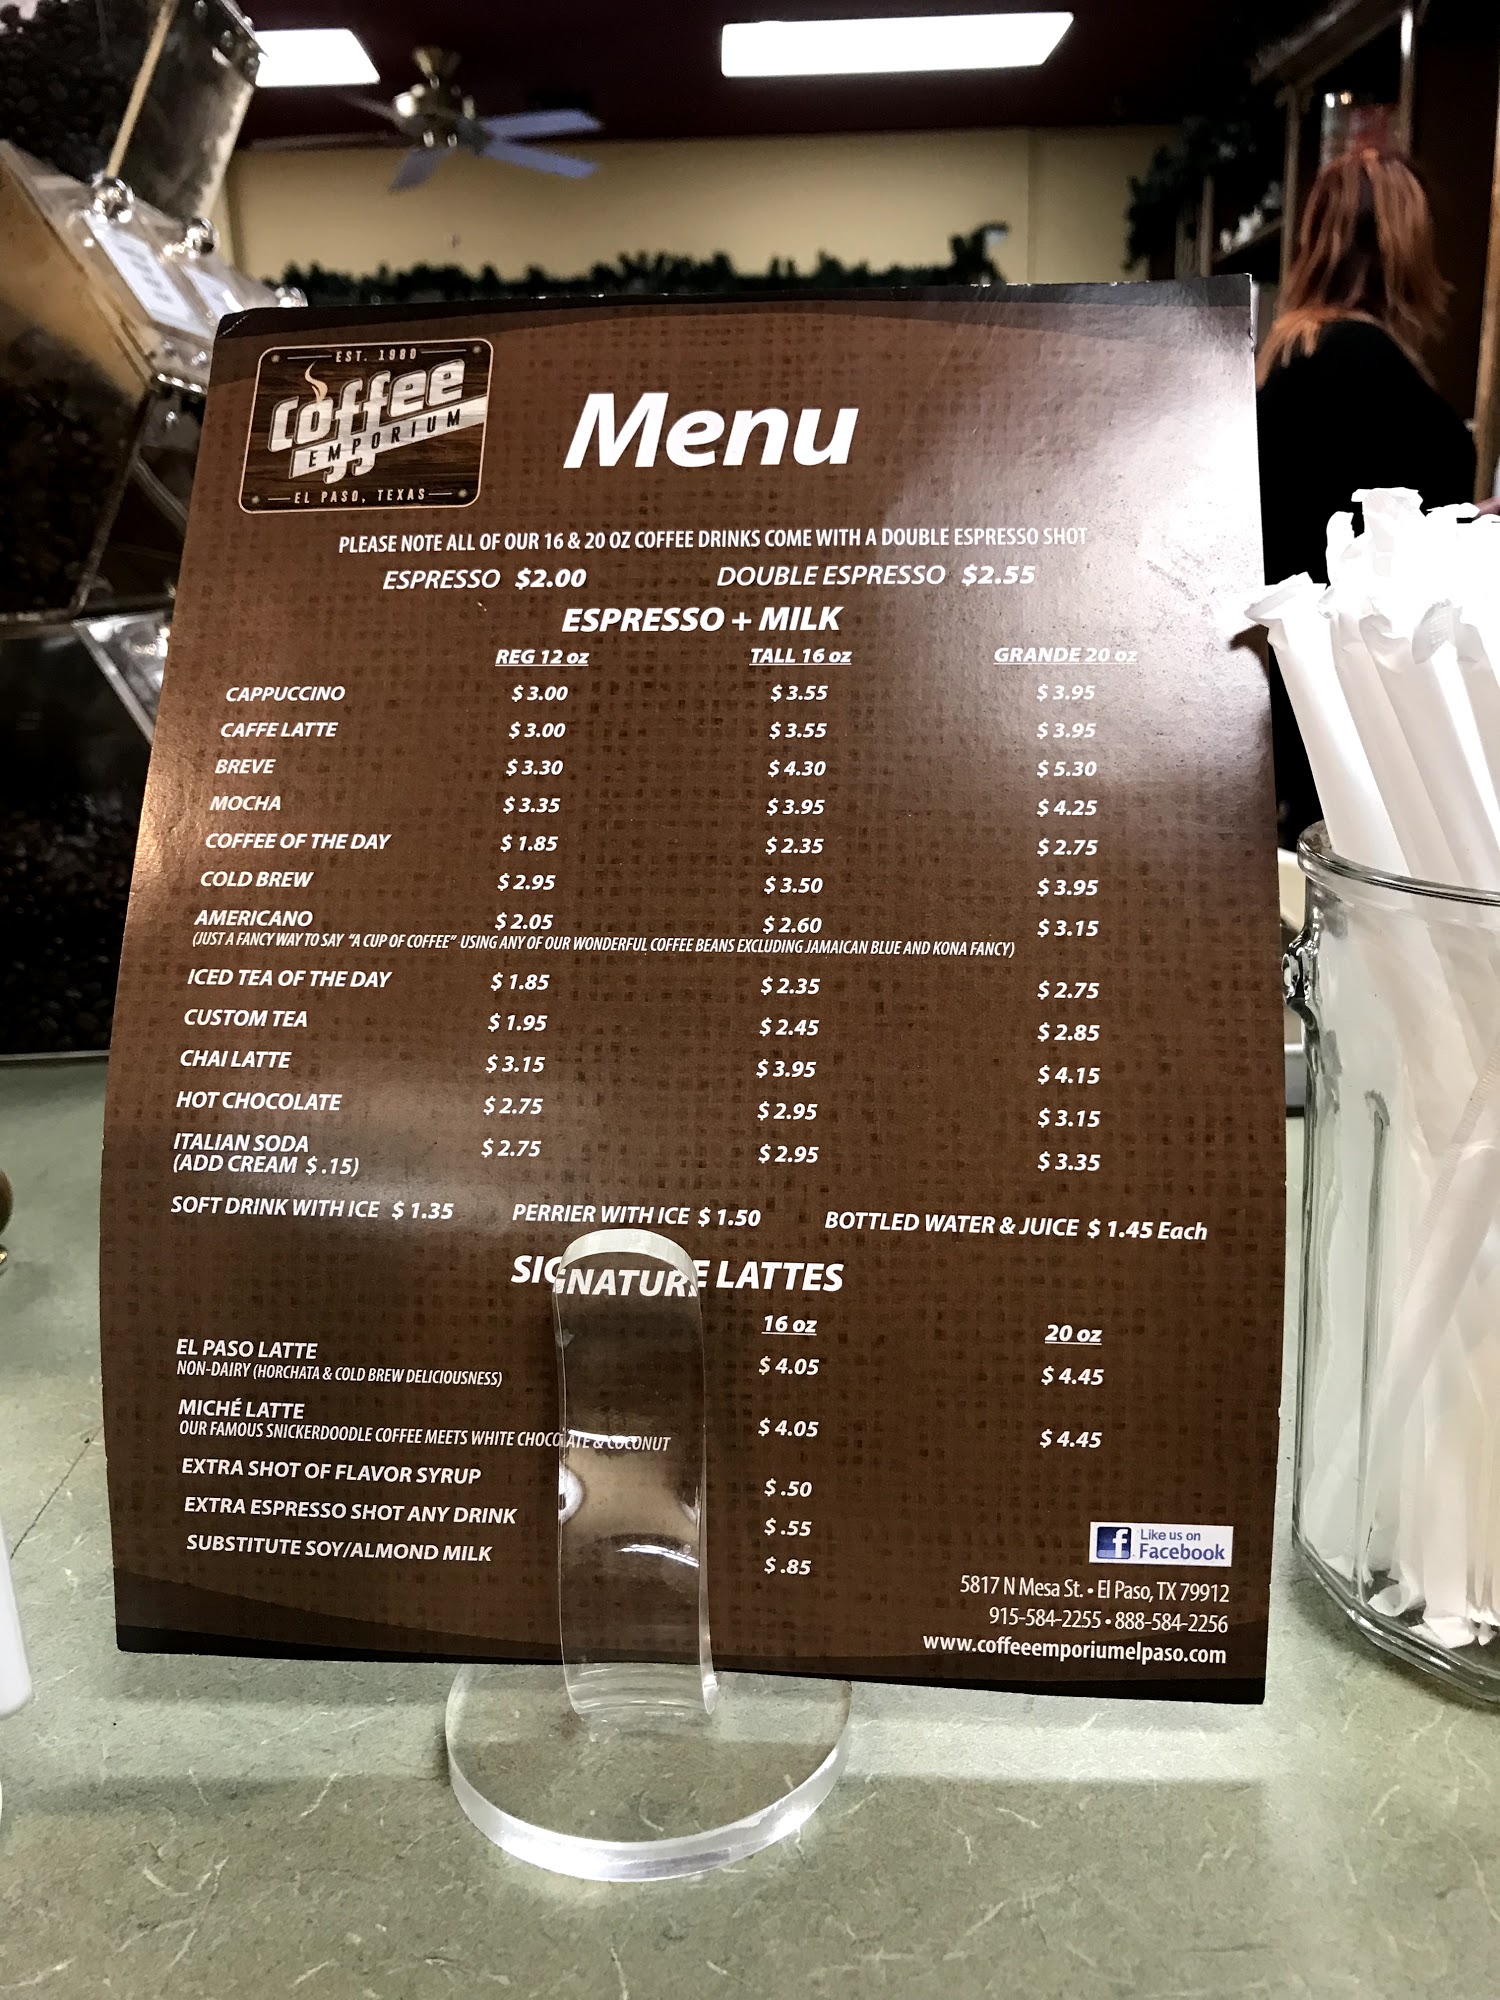 EST. 1980
Coffee
EMPORIUM
EL PASO, TEXAS
Menu
PLEASE NOTE ALL OF OUR 16 & 20 OZ COFFEE DRINKS COME WITH A DOUBLE ESPRESSO SHOT
ESPRESSO $2.00 DOUBLE ESPRESSO $2.55
ESPRESSO + MILK
REG 12 oz TALL 16 oz GRANDE 20 oz
CAPPUCCINO $ 3.00 $ 3.55 $ 3.95
CAFFE LATTE $ 3.00 $ 3.55 $ 3.95
BREVE $ 3.30 $ 4.30 $ 5.30
MOCHA $ 3.35 $ 3.95 $ 4.25
COFFEE OF THE DAY $ 1.85 $ 2.35 $ 2.75
COLD BREW $ 2.95 $ 3.50 $ 3.95
AMERICANO $ 2.05 $ 2.60 $ 3.15
(JUST A FANCY WAY TO SAY "A CUP OF COFFEE" USING ANY OF OUR WONDERFUL COFFEE BEANS EXCLUDING JAMAICAN BLUE AND KONA FANCY)
ICED TEA OF THE DAY $ 1.85 $ 2.35 $ 2.75
CUSTOM TEA $ 1.95 $ 2.45 $ 2.85
CHAI LATTE $ 3.15 $ 3.95 $ 4.15
HOT CHOCOLATE $ 2.75 $ 2.95 $ 3.15
ITALIAN SODA $ 2.75 $ 2.95 $ 3.35
(ADD CREAM $ .15)
SOFT DRINK WITH ICE $ 1.35 PERRIER WITH ICE $ 1.50 BOTTLED WATER & JUICE $ 1.45 Each
SIGNATURE LATTES
16 oz 20 oz
EL PASO LATTE $ 4.05 $ 4.45
NON-DAIRY (HORCHATA & COLD BREW DELICIOUSNESS)
MICHÉ LATTE $ 4.05 $ 4.45
OUR FAMOUS SNICKERDOODLE COFFEE MEETS WHITE CHOCOLATE & COCONUT
EXTRA SHOT OF FLAVOR SYRUP $ .50
EXTRA ESPRESSO SHOT ANY DRINK $ .55
SUBSTITUTE SOY/ALMOND MILK $ .85
f Like us on
Facebook
5817 N Mesa St. • El Paso, TX 79912
915-584-2255 • 888-584-2256
www.coffeeemporiumelpaso.com